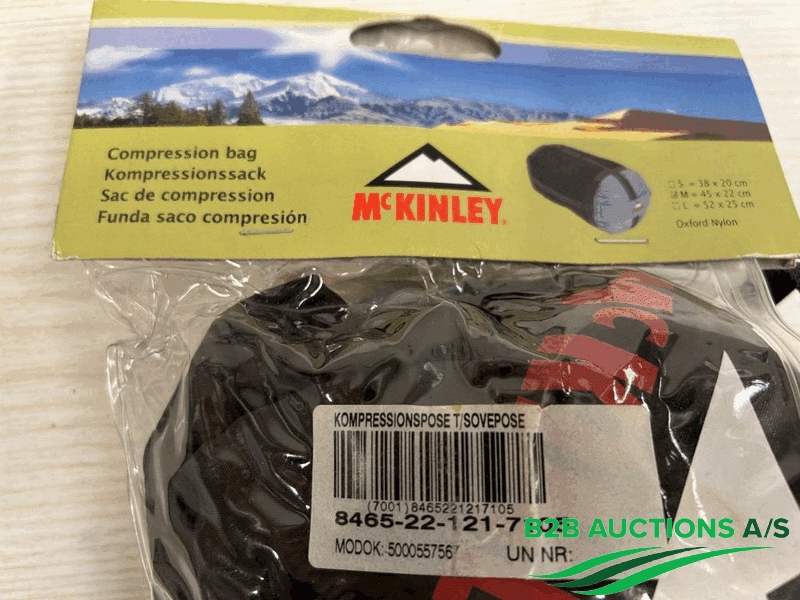 Compression bag
Kompressionssack
Sac de compression
Funda saco compresión
McKINLEY
S = 38 x 20 cm
M = 45 x 22 cm
L = 52 x 25 cm
Oxford Nylon
KOMPRESSIONSPOSE T/SOVEPOSE
(7001)8465221217105
8465-22-121-7
MODOK: 500055756
UN NR:
B2B AUCTIONS A/S